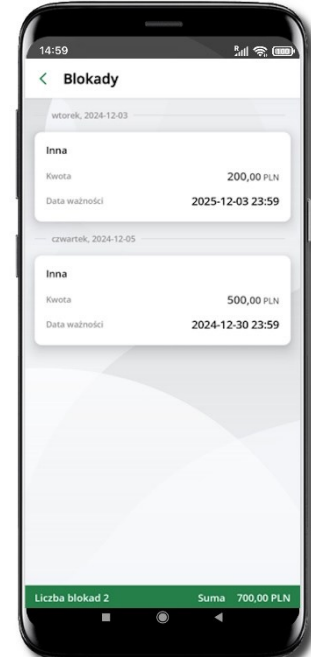 14:59
Blokady
wtorek, 2024-12-03
Inna
Kwota 200,00 PLN
Data ważności 2025-12-03 23:59
czwartek, 2024-12-05
Inna
Kwota 500,00 PLN
Data ważności 2024-12-30 23:59
Liczba blokad 2 Suma 700,00 PLN